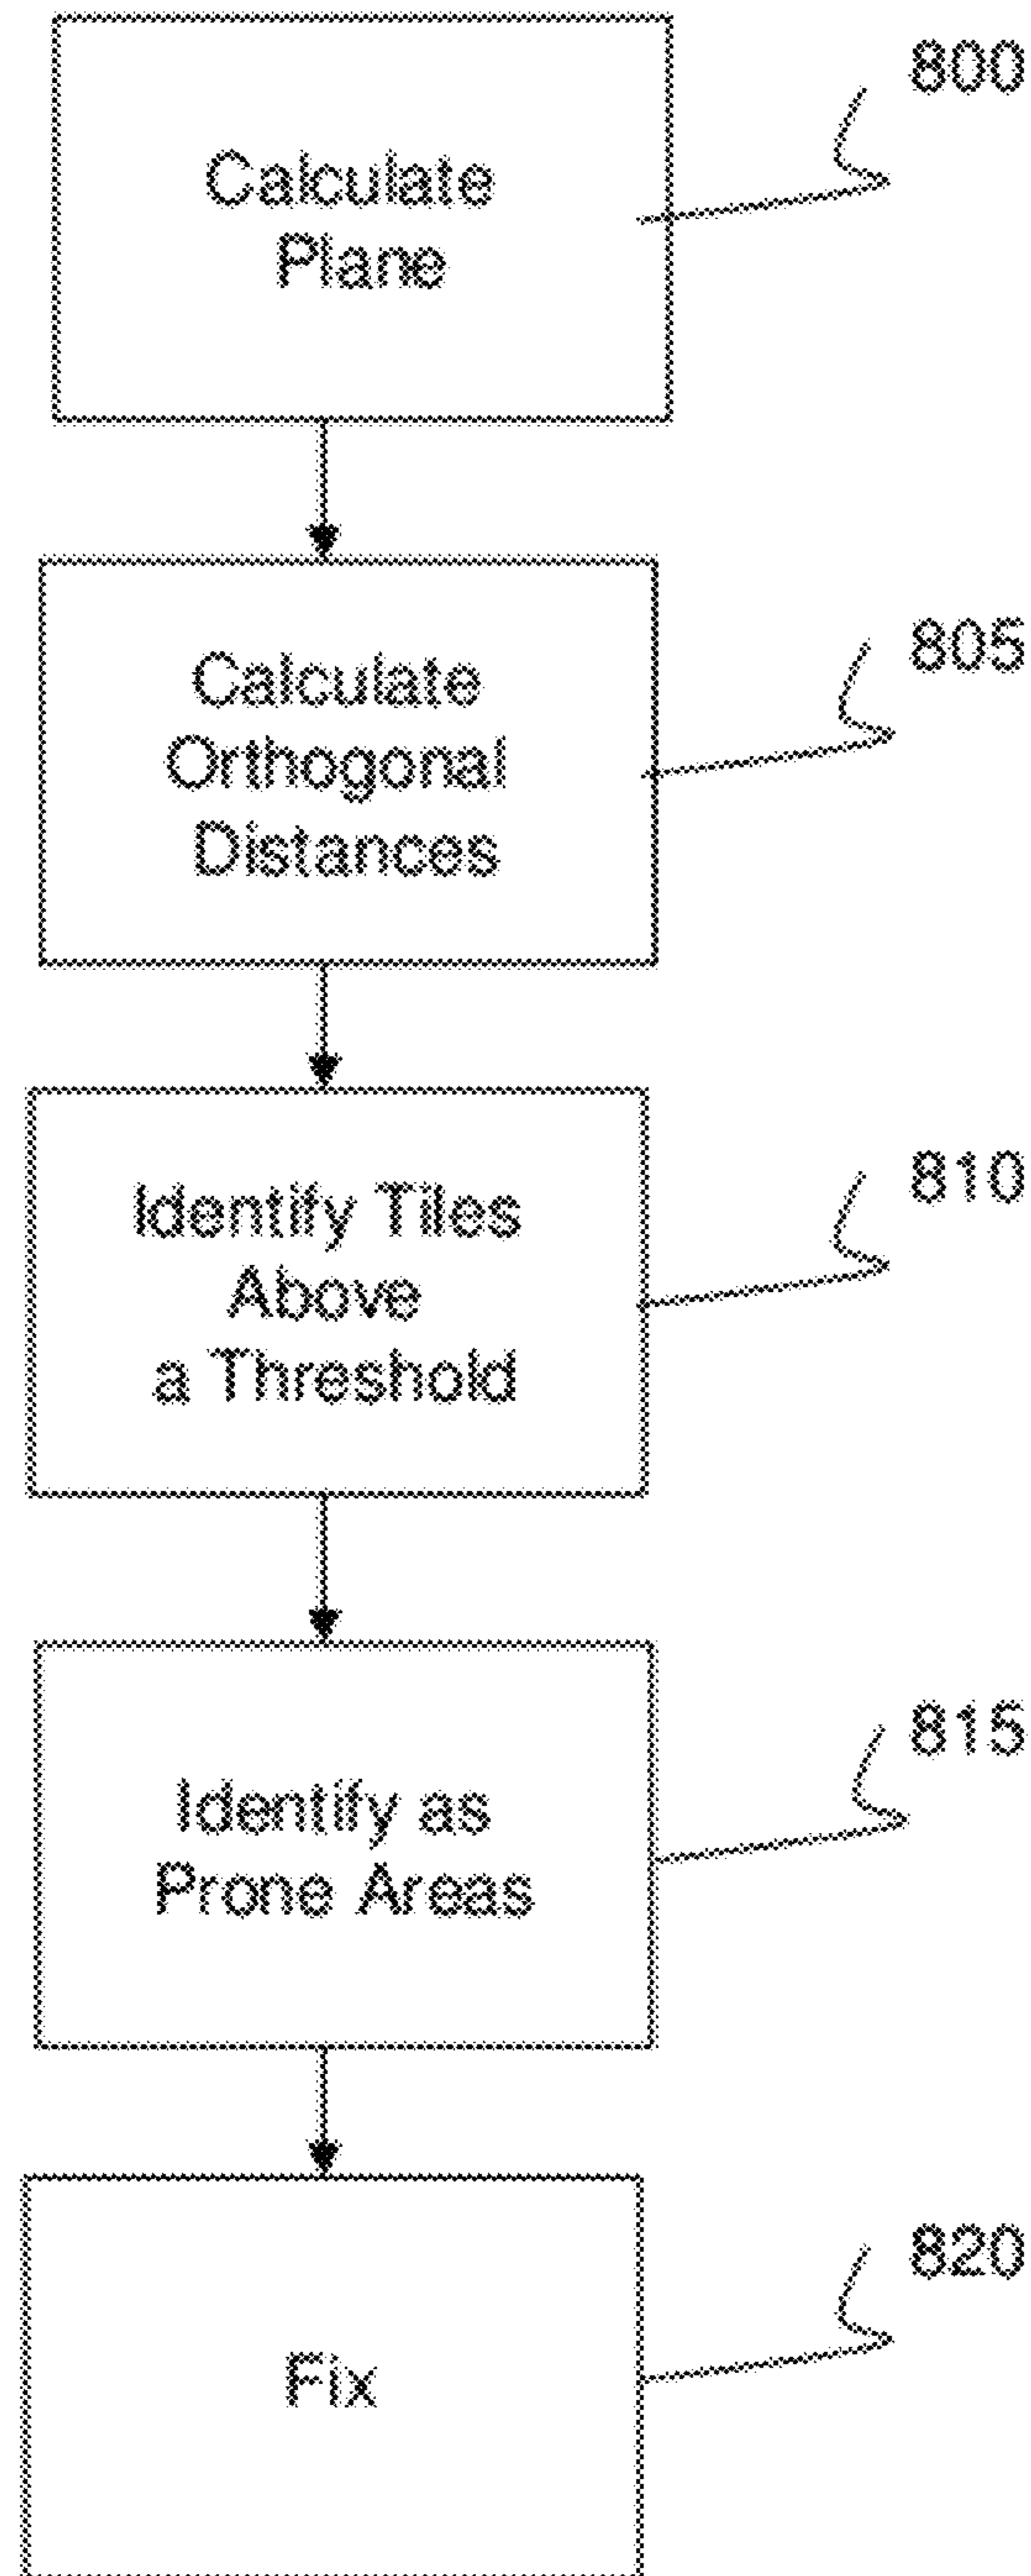 800
Calculate
Plane
805
Calculate
Orthogonal
Distances
810
Identify Tiles
Above
a Threshold
815
Identify as
Prone Areas
820
Fix